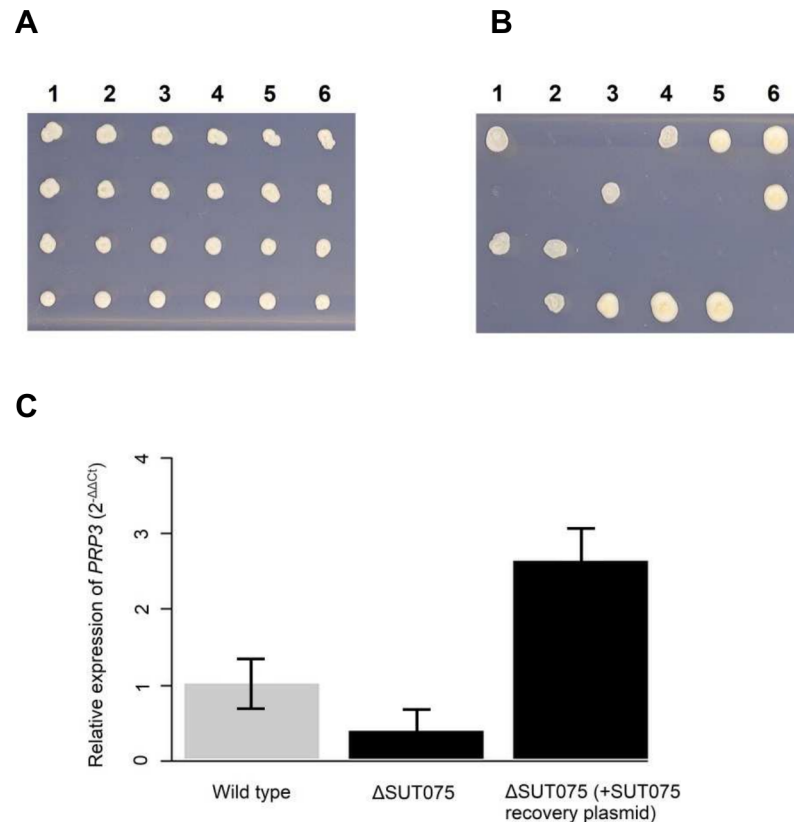 A B
1 2 3 4 5 6 1 2 3 4 5 6
C
Relative expression of PRP3 (2-ΔΔCt)
4
3
2
1
0
Wild type ΔSUT075 ΔSUT075 (+SUT075
recovery plasmid)